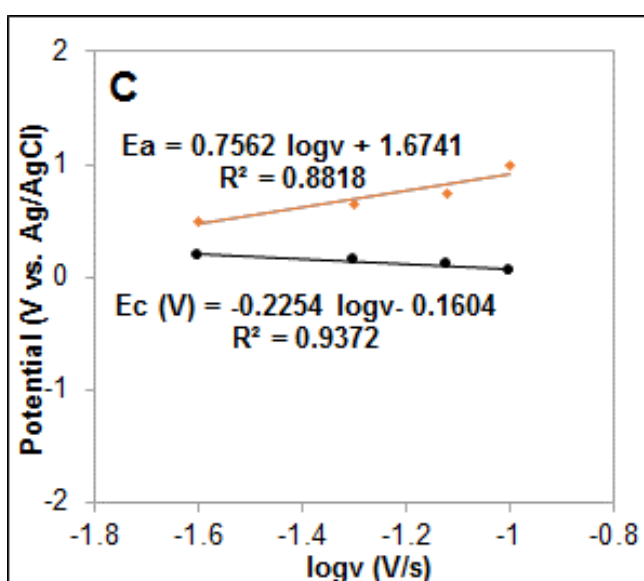 C
Ea = 0.7562 logv + 1.6741
R² = 0.8818
Ec (V) = -0.2254 logv- 0.1604
R² = 0.9372
Potential (V vs. Ag/AgCl)
2
1
0
-1
-2
-1.8
-1.6
-1.4
-1.2
-1
-0.8
logv (V/s)